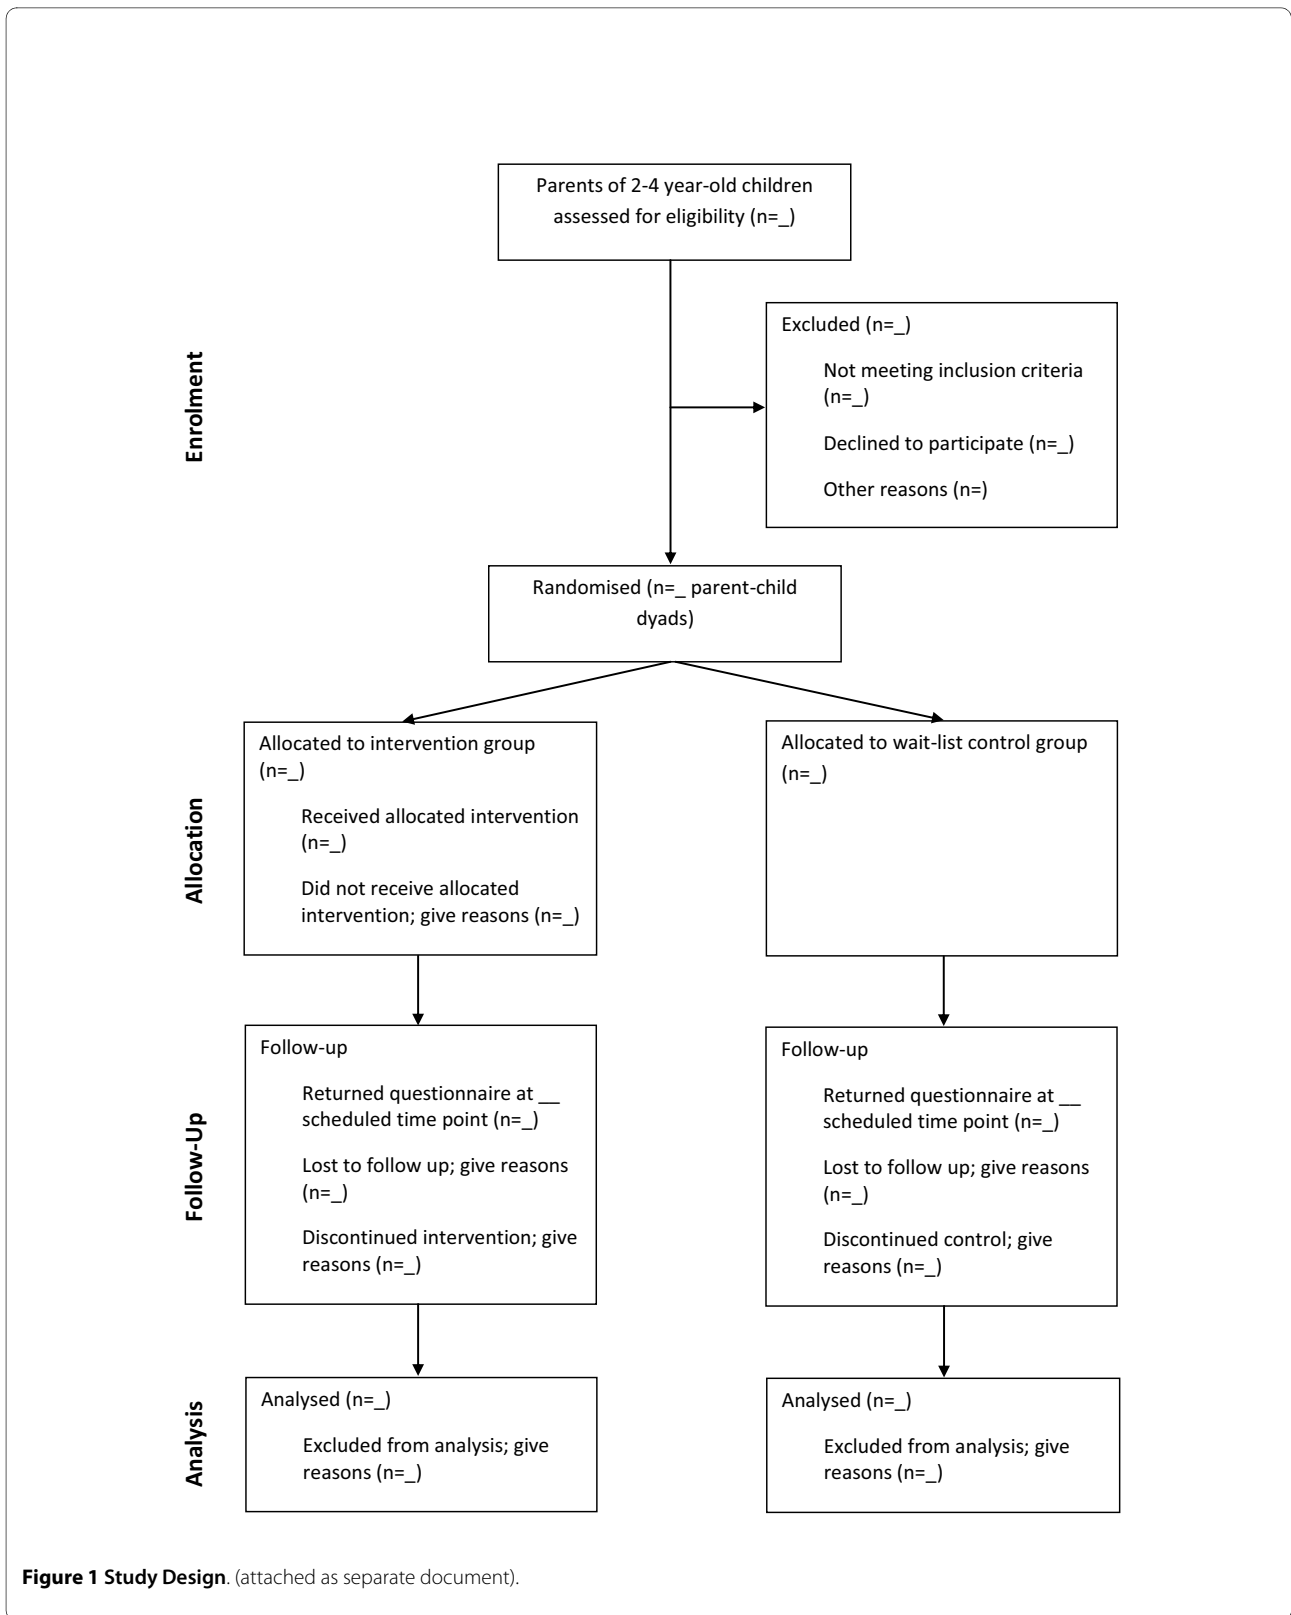 Parents of 2-4 year-old children
assessed for eligibility (n=_)
Enrolment
Excluded (n=_)
Not meeting inclusion criteria
(n=_)
Declined to participate (n=_)
Other reasons (n=)
Randomised (n=_ parent-child
dyads)
Allocation
Allocated to intervention group
(n=_)
Received allocated intervention
(n=_)
Did not receive allocated
intervention; give reasons (n=_)
Allocated to wait-list control group
(n=_)
Follow-Up
Follow-up
Returned questionnaire at __
scheduled time point (n=_)
Lost to follow up; give reasons
(n=_)
Discontinued intervention; give
reasons (n=_)
Follow-up
Returned questionnaire at __
scheduled time point (n=_)
Lost to follow up; give reasons
(n=_)
Discontinued control; give
reasons (n=_)
Analysis
Analysed (n=_)
Excluded from analysis; give
reasons (n=_)
Analysed (n=_)
Excluded from analysis; give
reasons (n=_)
Figure 1 Study Design. (attached as separate document).